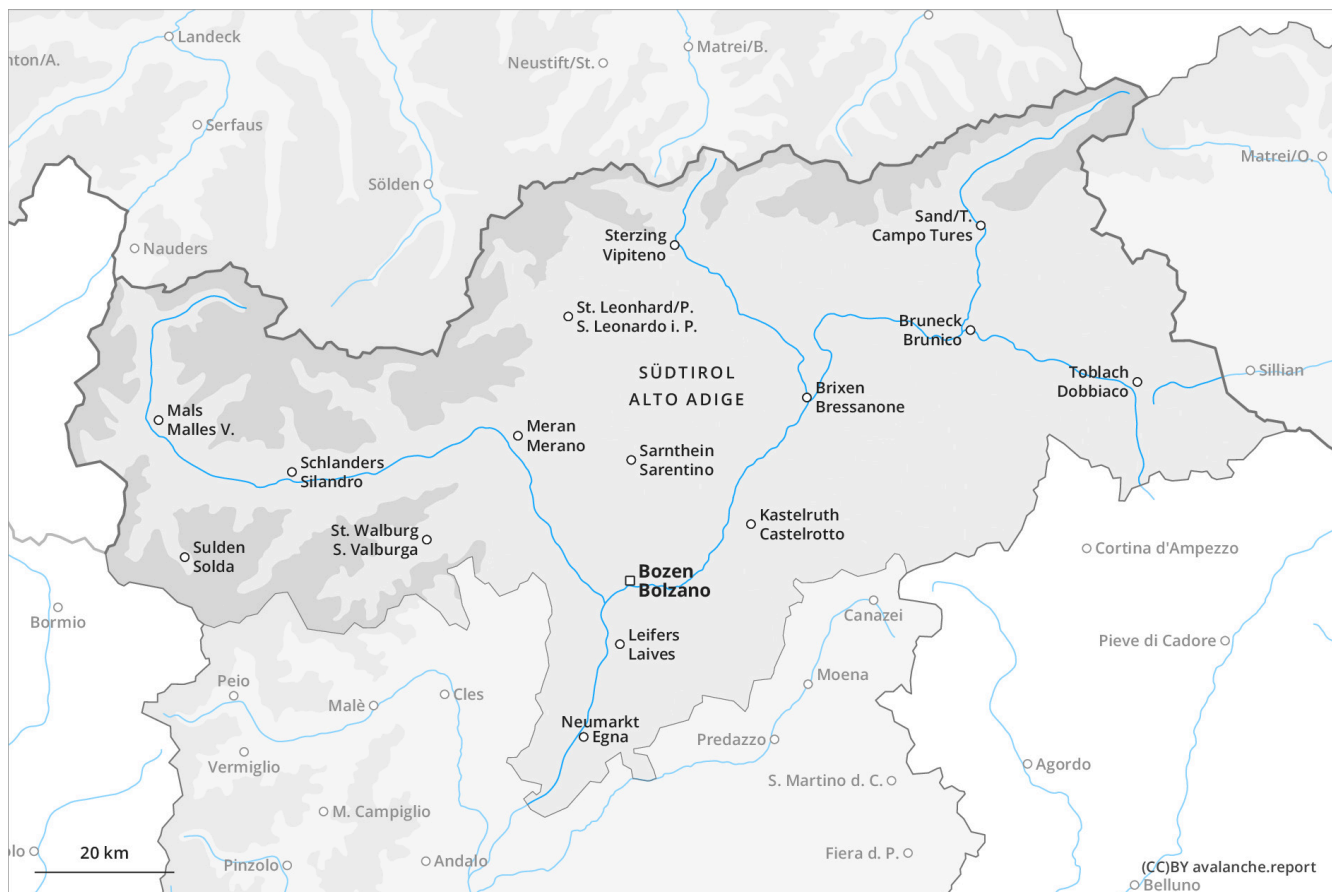 Landeck
Matrei/B.
nton/A.
Neustift/St.
Serfaus
Matrei/O.
Sölden
Sand/T.
Campo Tures
Sterzing
Vipiteno
Nauders
St. Leonhard/P.
S. Leonardo i. P.
Bruneck
Brunico
SÜDTIROL
ALTO ADIGE
Toblach
Dobbiaco
Sillian
Brixen
Bressanone
Mals
Malles V.
Meran
Merano
Sarnthein
Sarentino
Schlanders
Silandro
Kastelruth
Castelrotto
St. Walburg
S. Valburga
Sulden
Solda
Cortina d'Ampezzo
Bozen
Bolzano
Bormio
Canazei
Leifers
Laives
Pieve di Cadore
Peio
Moena
Malè
Cles
Neumarkt
Egna
Predazzo
Vermiglio
Agordo
S. Martino d. C.
M. Campiglio
20 km
olo
Pinzolo
Andalo
Fiera d. P.
(CC)BY avalanche.report
Belluno